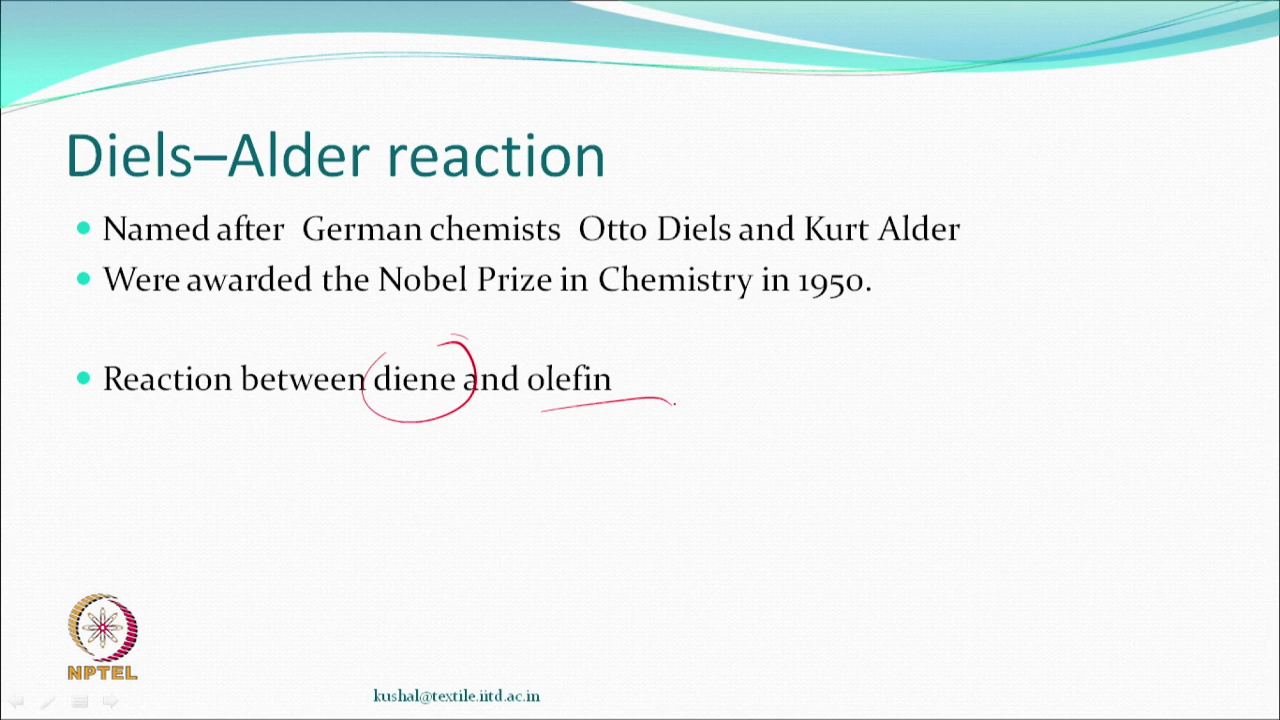 Diels–Alder reaction
Named after German chemists Otto Diels and Kurt Alder
Were awarded the Nobel Prize in Chemistry in 1950.
Reaction between diene and olefin
NPTEL
kushal@textile.iitd.ac.in